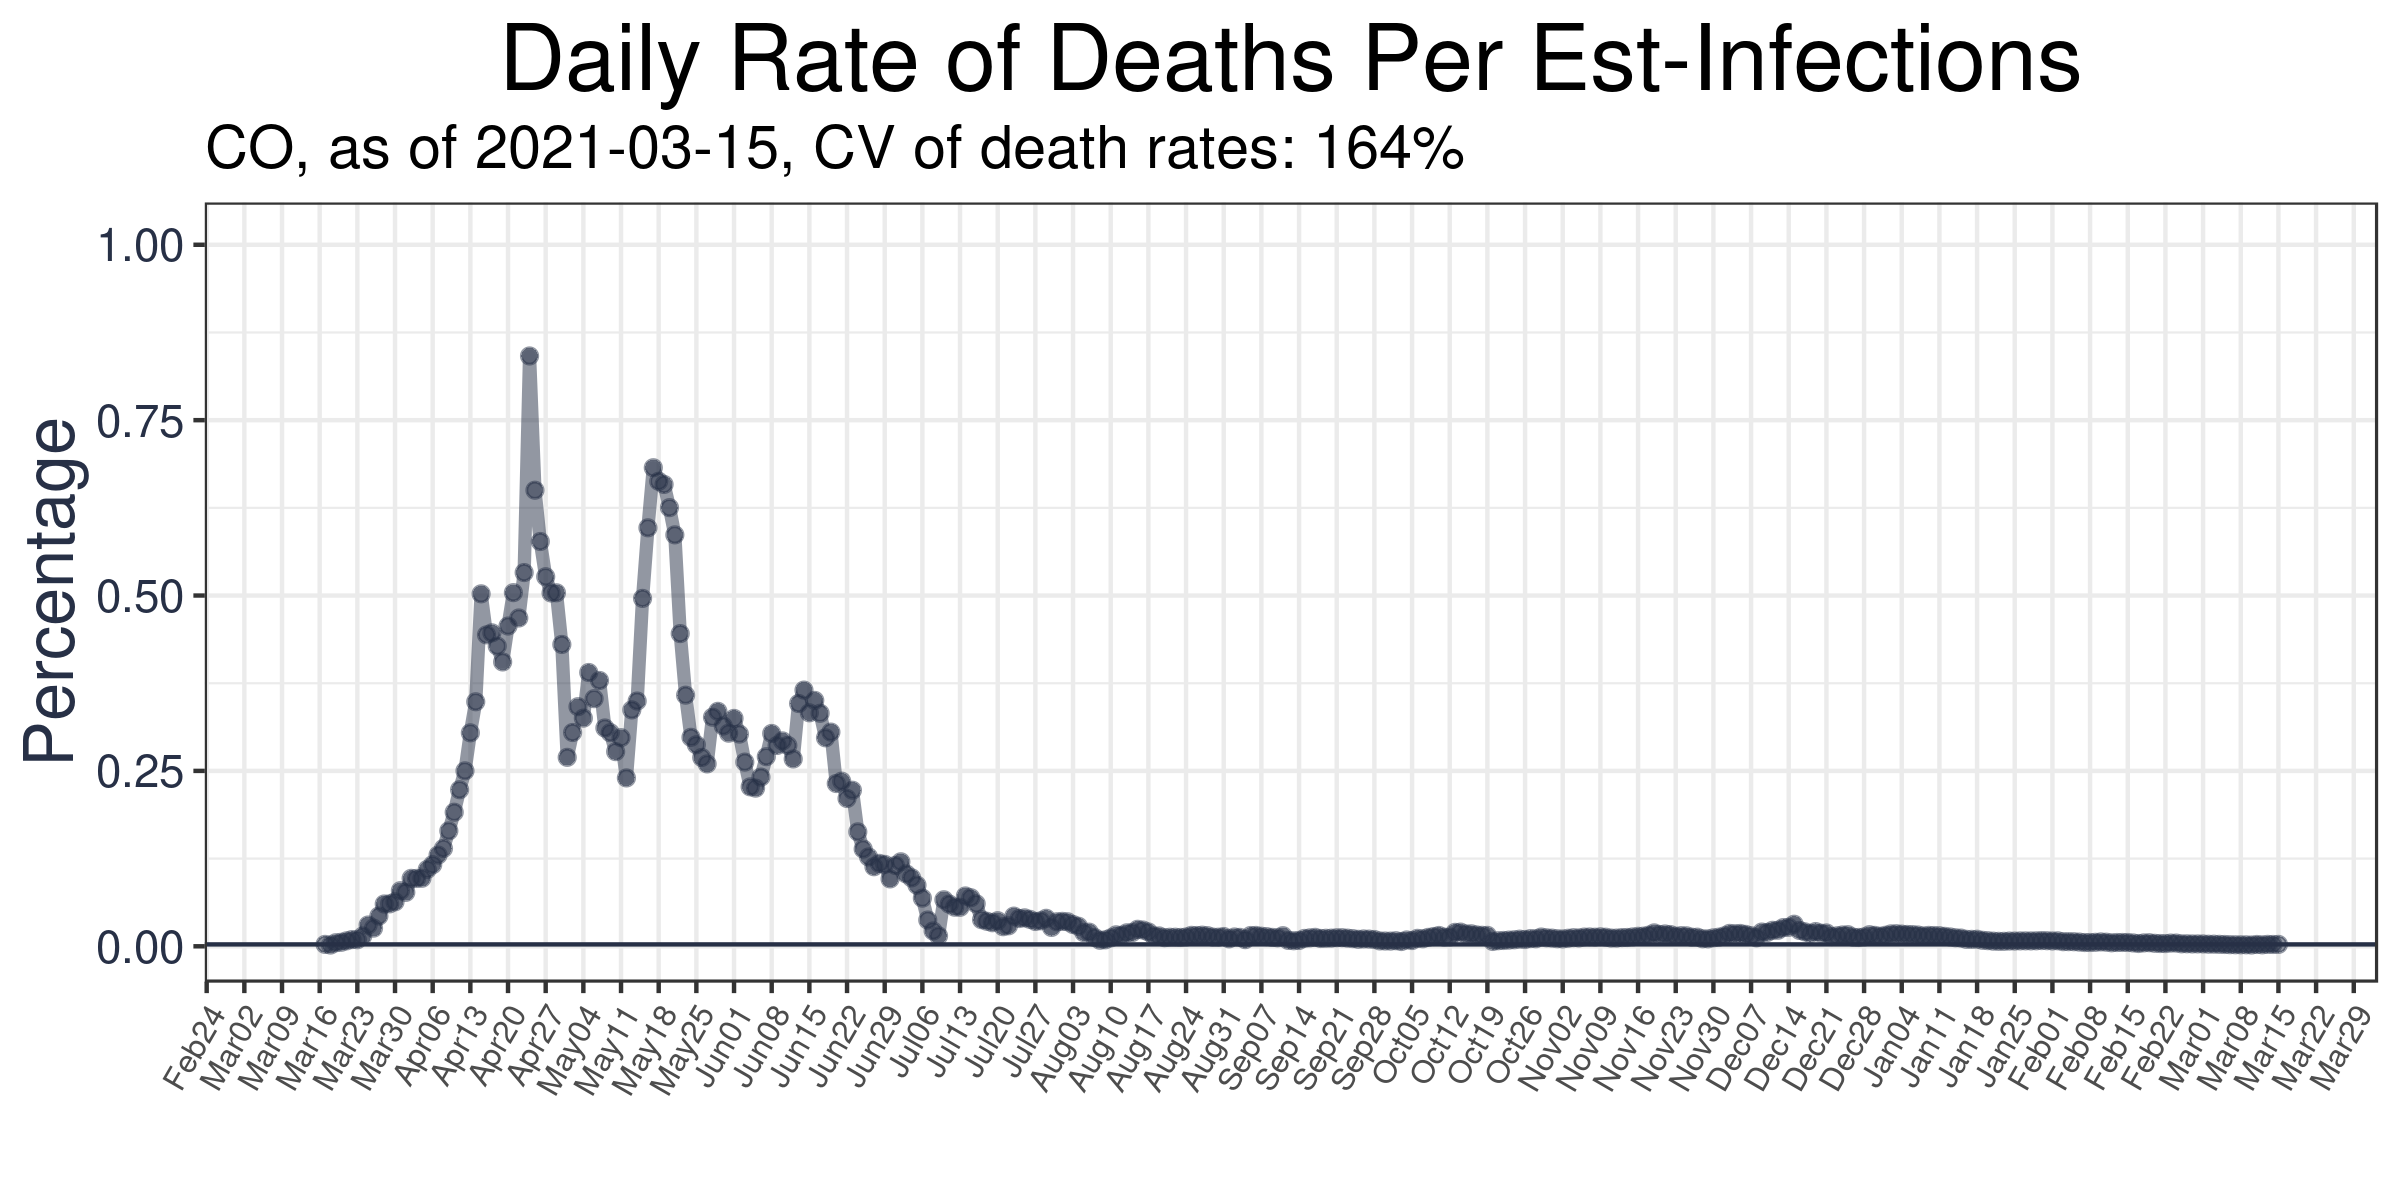 Daily Rate of Deaths Per Est-Infections
CO, as of 2021-03-15, CV of death rates: 164%
Percentage
1.00
0.75
0.50
0.25
0.00
Feb24
Mar02
Mar09
Mar16
Mar23
Mar30
Apr06
Apr13
Apr20
Apr27
May04
May11
May18
May25
Jun01
Jun08
Jun15
Jun22
Jun29
Jul06
Jul13
Jul20
Jul27
Aug03
Aug10
Aug17
Aug24
Aug31
Sep07
Sep14
Sep21
Sep28
Oct05
Oct12
Oct19
Oct26
Nov02
Nov09
Nov16
Nov23
Nov30
Dec07
Dec14
Dec21
Dec28
Jan04
Jan11
Jan18
Jan25
Feb01
Feb08
Feb15
Feb22
Mar01
Mar08
Mar15
Mar22
Mar29